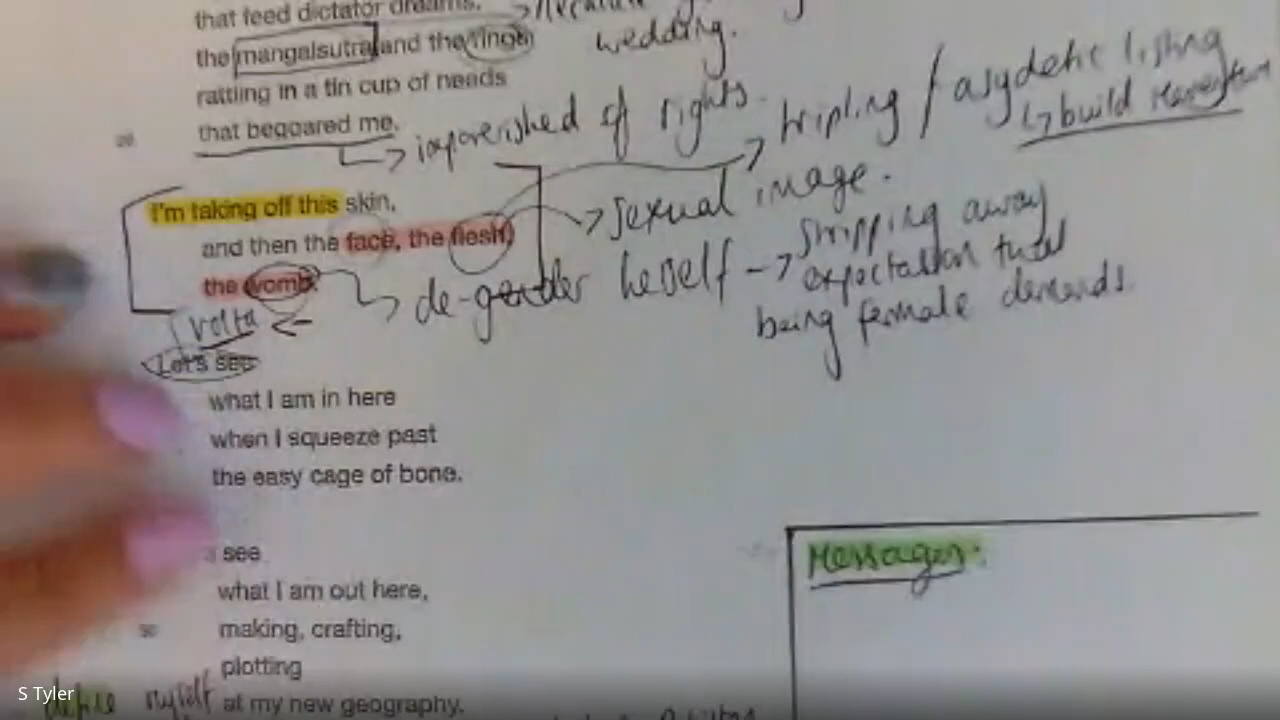 that feed dictator dreams,
wedding.
the mangalsutra and the rings
rattling in a tin cup of needs
that beggared me.
impoverished of rights.
tripling / asydetic listing
build momentum
I'm taking off this skin,
and then the face, the flesh,
the womb.
sexual image.
de-gender herself → stripping away
expectation that
being female demands.
volta
Let's see
what I am in here
when I squeeze past
the easy cage of bone.
see
what I am out here,
30 making, crafting,
plotting
at my new geography.
define myself
Messages:
S Tyler